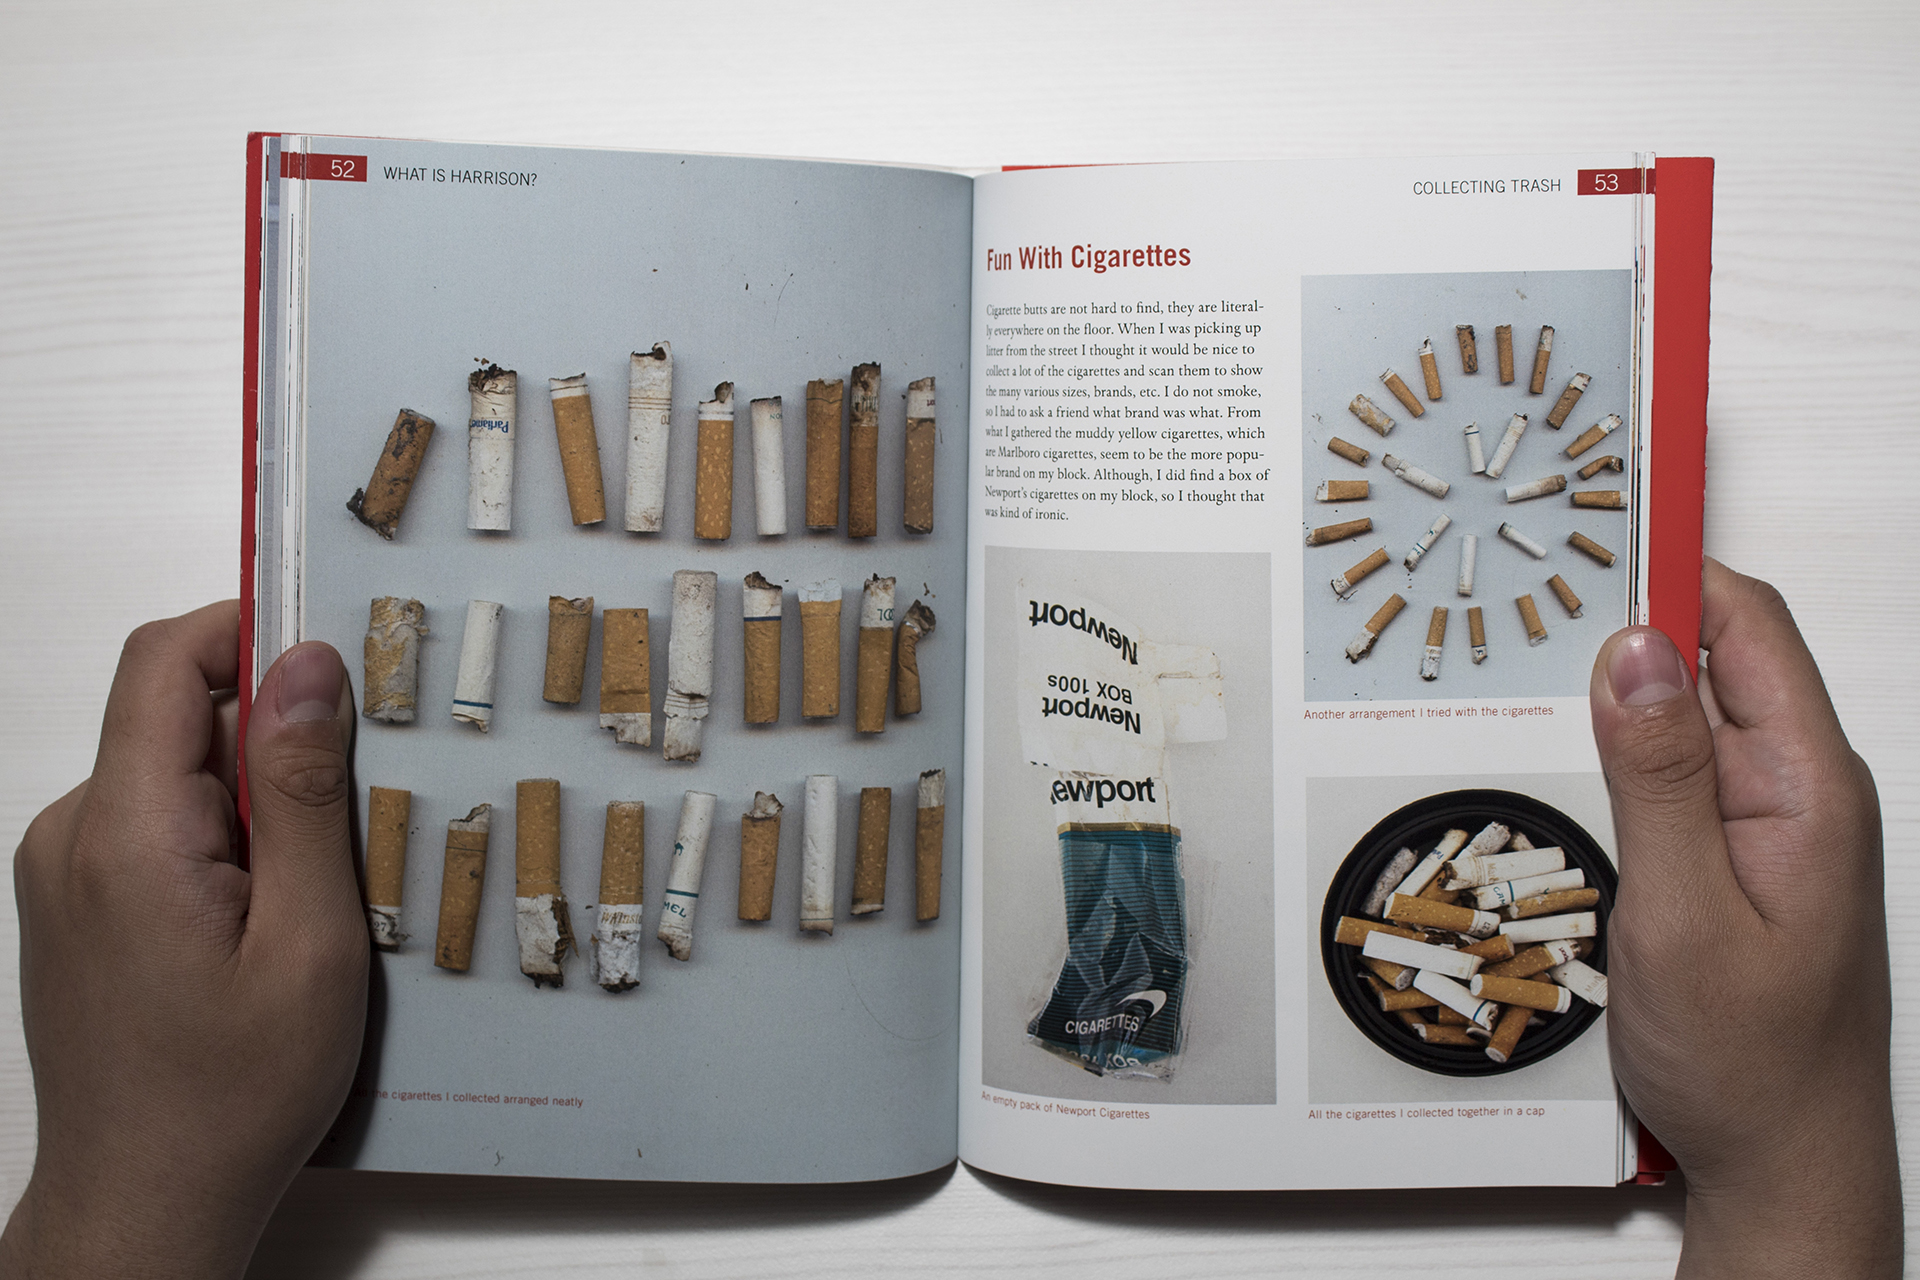 52 WHAT IS HARRISON?
Parliame
OOL
27
Winst
MEL
the cigarettes I collected arranged neatly
COLLECTING TRASH 53
Fun With Cigarettes
Cigarette butts are not hard to find, they are literal-
ly everywhere on the floor. When I was picking up
litter from the street I thought it would be nice to
collect a lot of the cigarettes and scan them to show
the many various sizes, brands, etc. I do not smoke,
so I had to ask a friend what brand was what. From
what I gathered the muddy yellow cigarettes, which
are Marlboro cigarettes, seem to be the more popu-
lar brand on my block. Although, I did find a box of
Newport's cigarettes on my block, so I thought that
was kind of ironic.
Newport
BOX 100s
Newport
ewport
CIGARETTES
An empty pack of Newport Cigarettes
Another arrangement I tried with the cigarettes
All the cigarettes I collected together in a cap